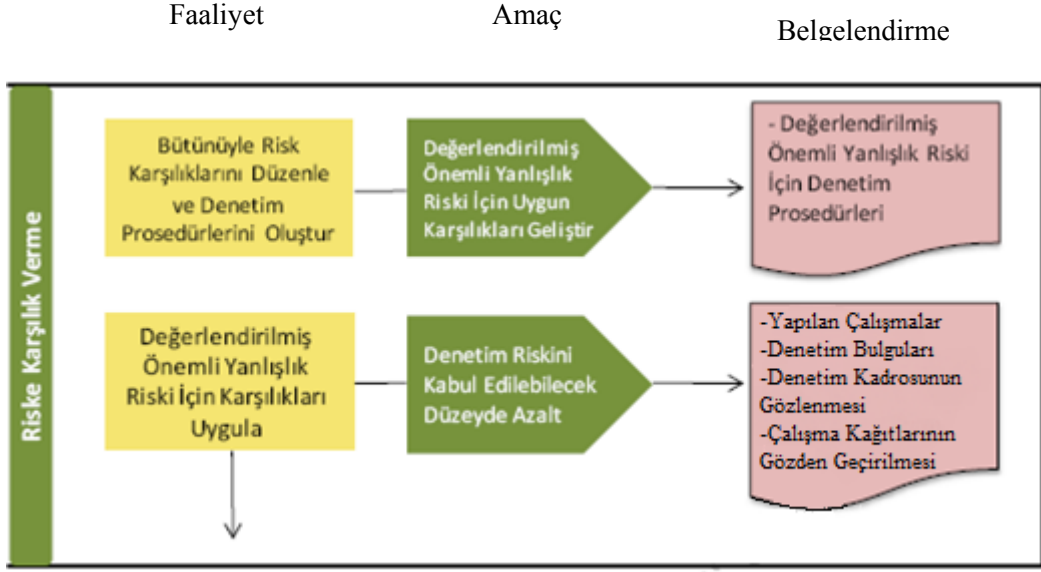 Faaliyet
Amaç
Belgelendirme
Riske Karşılık Verme
Bütünüyle Risk
Karşılıklarını Düzenle
ve Denetim
Prosedürlerini Oluştur
Değerlendirilmiş
Önemli Yanlışlık
Riski İçin Uygun
Karşılıkları Geliştir
- Değerlendirilmiş
Önemli Yanlışlık Riski
İçin Denetim
Prosedürleri
Değerlendirilmiş
Önemli Yanlışlık
Riski İçin Karşılıkları
Uygula
Denetim Riskini
Kabul Edilebilecek
Düzeyde Azalt
-Yapılan Çalışmalar
-Denetim Bulguları
-Denetim Kadrosunun
Gözlenmesi
-Çalışma Kağıtlarının
Gözden Geçirilmesi